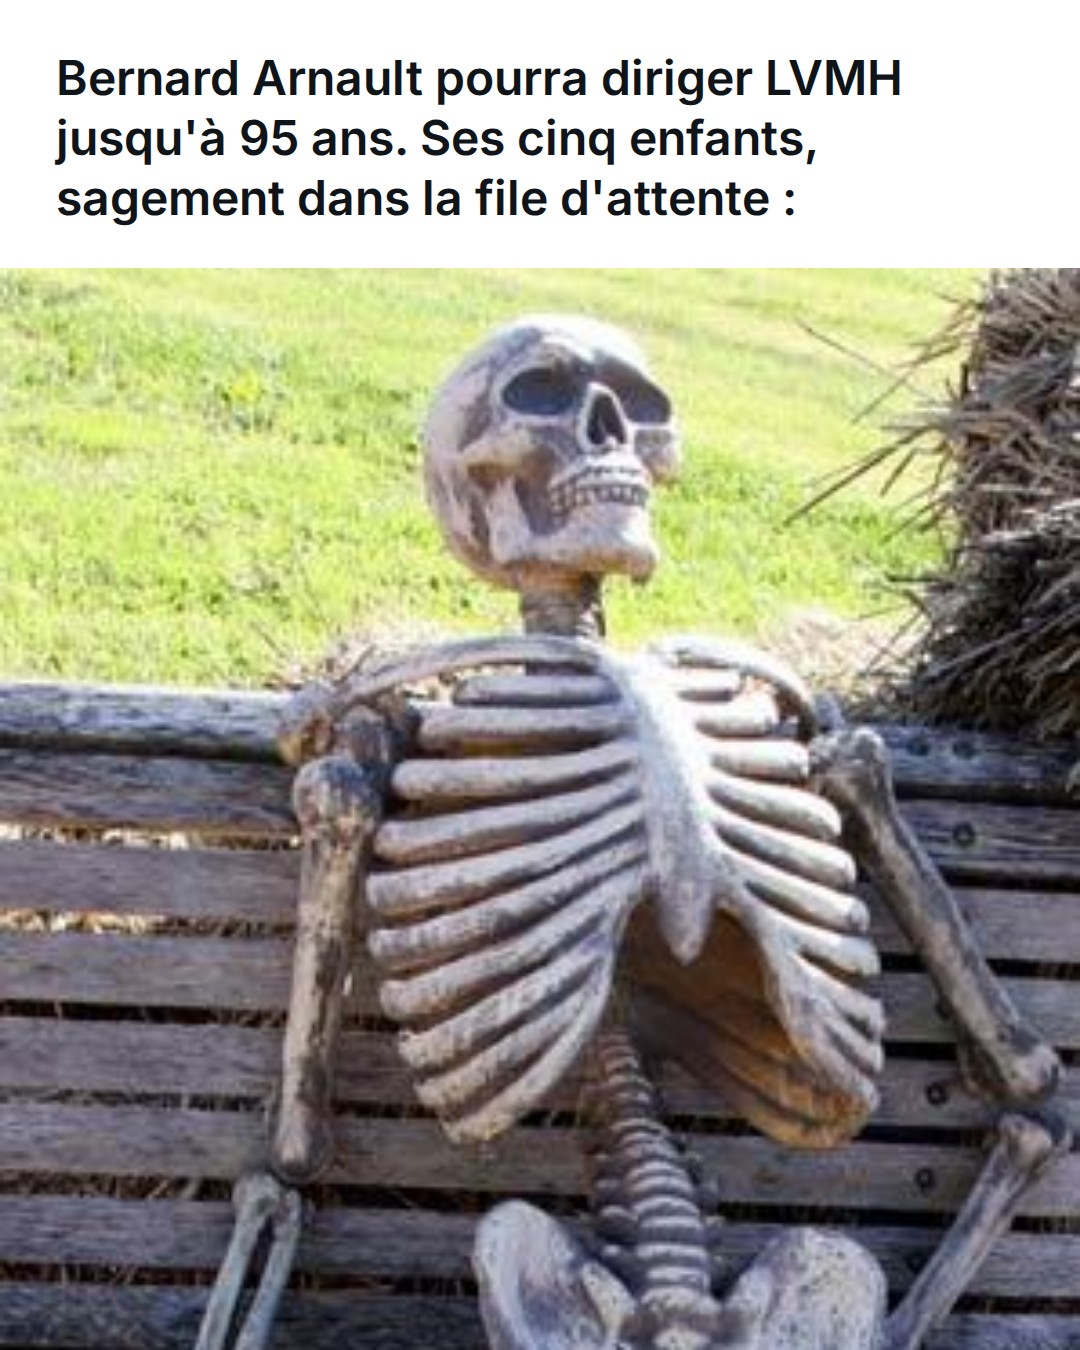 Bernard Arnault pourra diriger LVMH
jusqu'à 95 ans. Ses cinq enfants,
sagement dans la file d'attente :